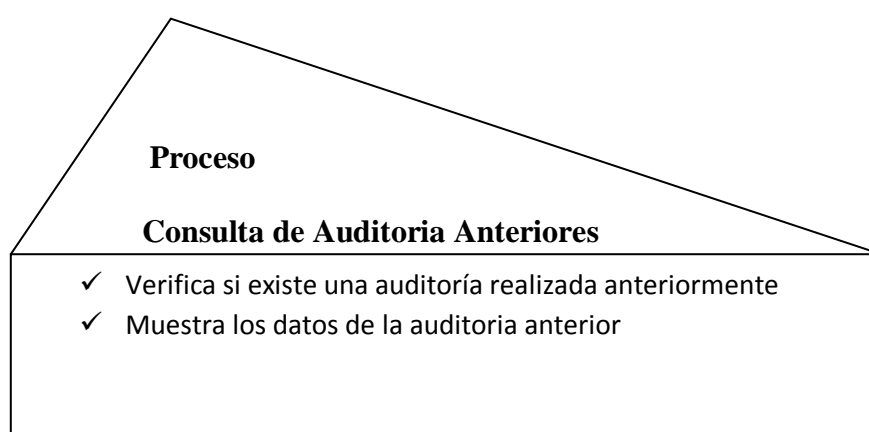 Proceso
Consulta de Auditoria Anteriores
✓ Verifica si existe una auditoría realizada anteriormente
✓ Muestra los datos de la auditoria anterior